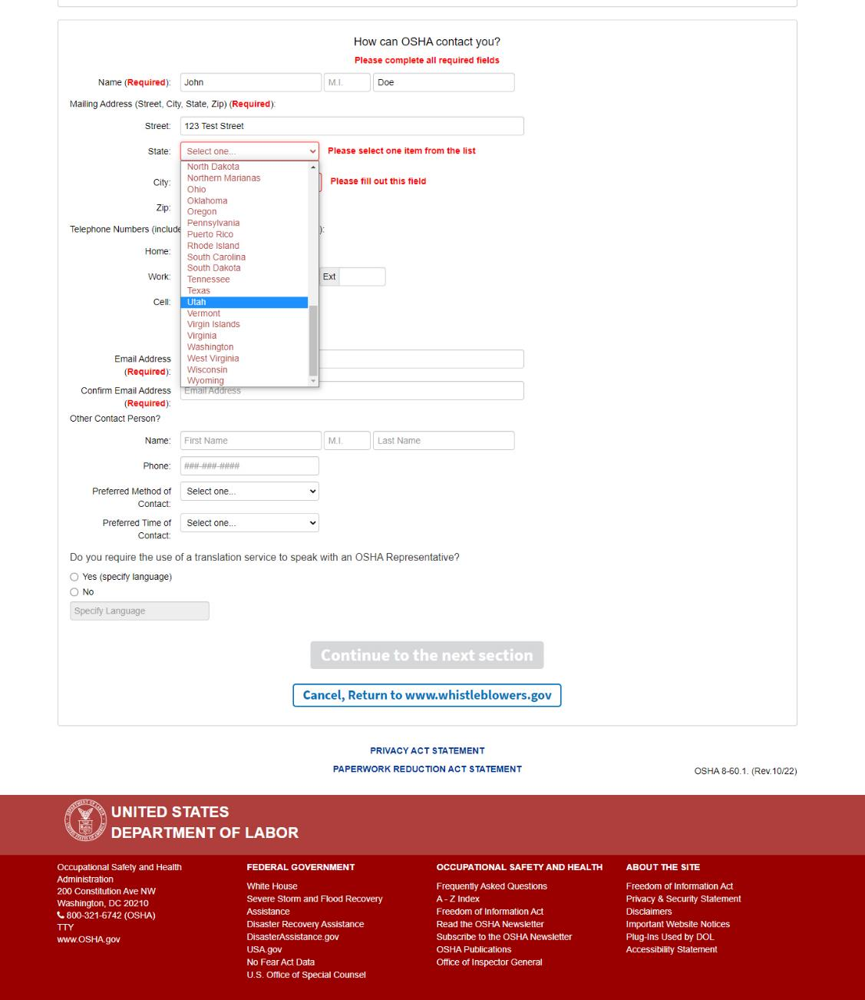 How can OSHA contact you?
Please complete all required fields
Name (Required): John M.I. Doe
Mailing Address (Street, City, State, Zip) (Required):
Street: 123 Test Street
State: Select one... Please select one item from the list
North Dakota
Northern Marianas
City: Please fill out this field
Ohio
Oklahoma
Zip:
Oregon
Pennsylvania
Telephone Numbers (include ):
Puerto Rico
Rhode Island
Home:
South Carolina
South Dakota
Work: Ext
Tennessee
Texas
Cell:
Utah
Vermont
Virgin Islands
Virginia
Washington
West Virginia
Wisconsin
Wyoming
Email Address
(Required):
Confirm Email Address Email Address
(Required):
Other Contact Person?
Name: First Name M.I. Last Name
Phone: ###-###-####
Preferred Method of Select one...
Contact:
Preferred Time of Select one...
Contact:
Do you require the use of a translation service to speak with an OSHA Representative?
Yes (specify language)
No
Specify Language
Continue to the next section
Cancel, Return to www.whistleblowers.gov
PRIVACY ACT STATEMENT
PAPERWORK REDUCTION ACT STATEMENT
OSHA 8-60.1. (Rev.10/22)
UNITED STATES
DEPARTMENT OF LABOR
Occupational Safety and Health
Administration
200 Constitution Ave NW
Washington, DC 20210
800-321-6742 (OSHA)
TTY
www.OSHA.gov
FEDERAL GOVERNMENT
White House
Severe Storm and Flood Recovery
Assistance
Disaster Recovery Assistance
DisasterAssistance.gov
USA.gov
No Fear Act Data
U.S. Office of Special Counsel
OCCUPATIONAL SAFETY AND HEALTH
Frequently Asked Questions
A - Z Index
Freedom of Information Act
Read the OSHA Newsletter
Subscribe to the OSHA Newsletter
OSHA Publications
Office of Inspector General
ABOUT THE SITE
Freedom of Information Act
Privacy & Security Statement
Disclaimers
Important Website Notices
Plug-Ins Used by DOL
Accessibility Statement